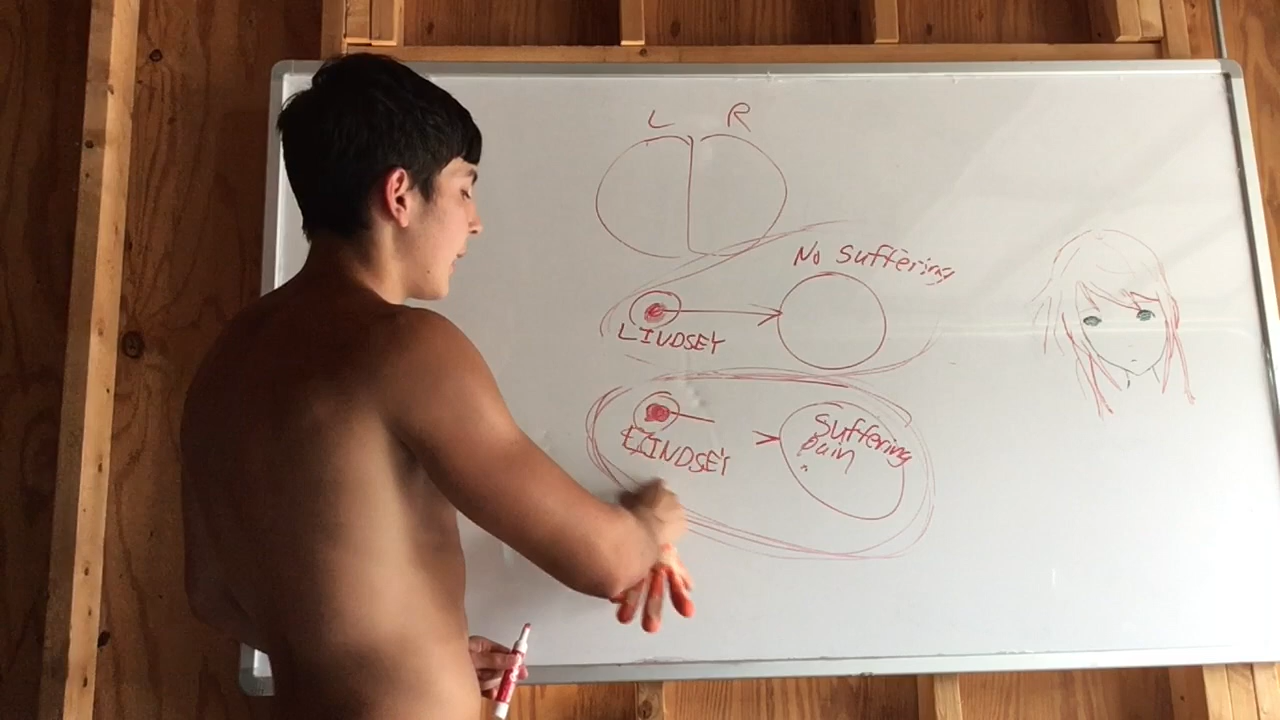 L R
No Suffering
LINDSEY
Suffering
pain
LINDSEY